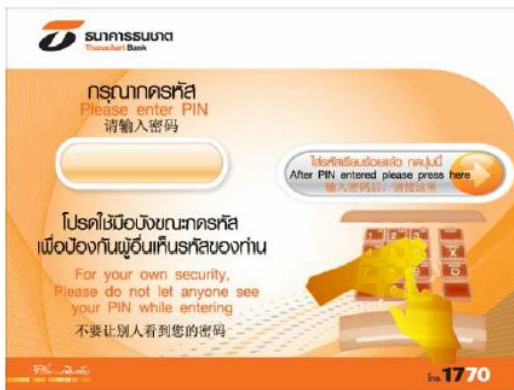 ธนาคารธนชาต
Thanachart Bank
กรุณากดรหัส
Please enter PIN
请输入密码
ใส่รหัสเรียบร้อยแล้ว กดปุ่มนี้
After PIN entered please press here
输入密码后，请按这里
โปรดใช้มือบังขณะกดรหัส
เพื่อป้องกันผู้อื่นเห็นรหัสของท่าน
For your own security,
Please do not let anyone see
your PIN while entering
不要让别人看到您的密码
โทร.1770